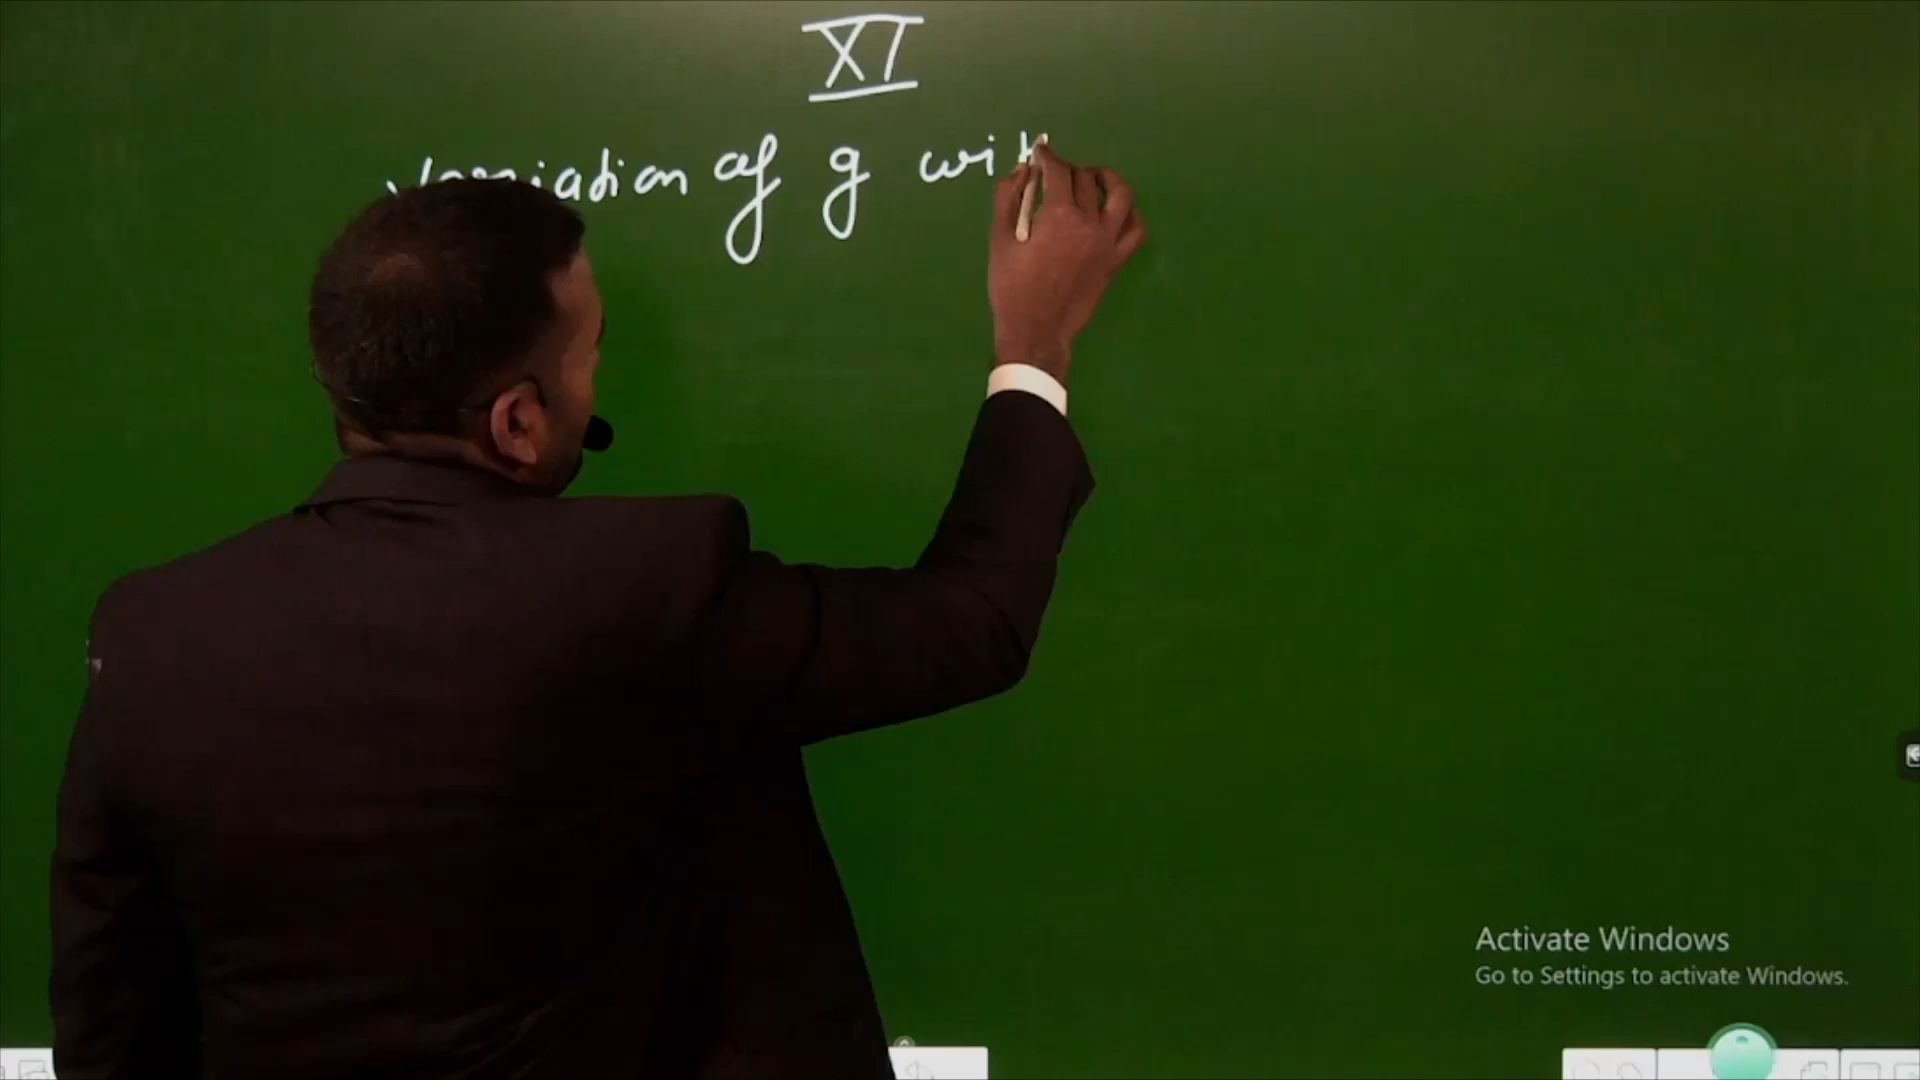 XI
Variation of g with
Activate Windows
Go to Settings to activate Windows.